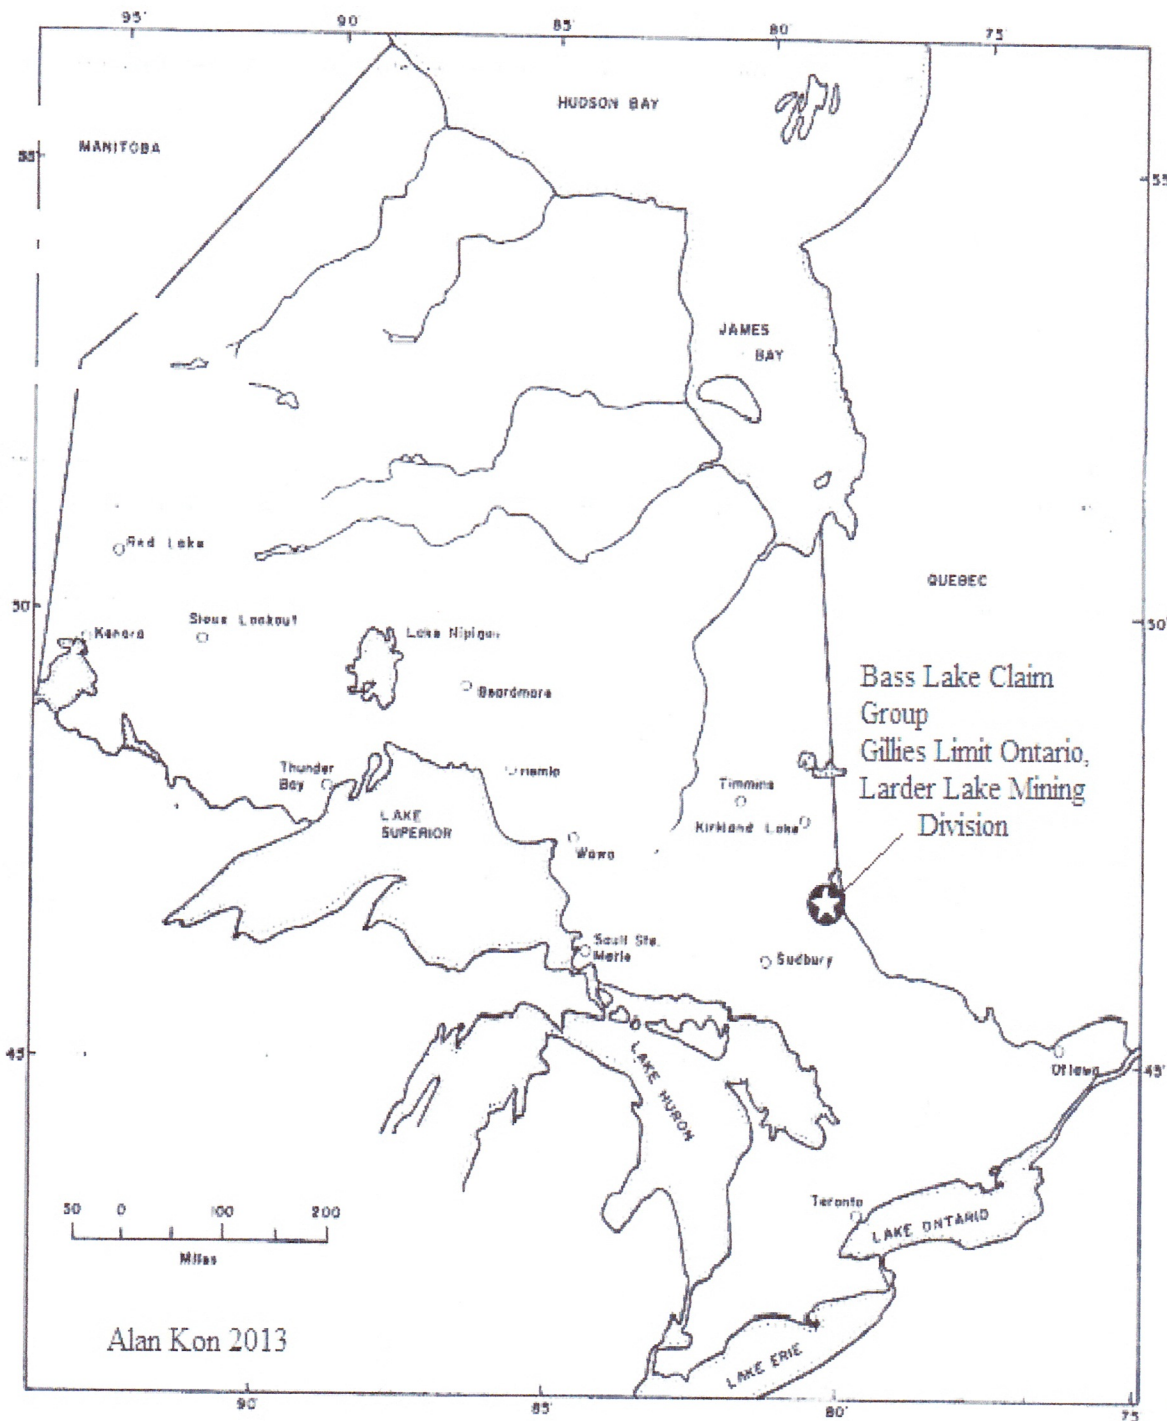 95'
90
85'
80'
75
HUDSON BAY
MANITOBA
55'
55
JAMES
BAY
Red Lake
QUEBEC
50'
50'
Kenora
Sioux Lookout
Lake Nipigon
Beardmore
Bass Lake Claim
Group
Gillies Limit Ontario,
Larder Lake Mining
Division
Thunder
Bay
Timmins
Kirkland Lake
LAKE
SUPERIOR
Wawa
Sault Ste.
Marie
Sudbury
45'
45'
Ottawa
LAKE HURON
Toronto
LAKE ONTARIO
50 0 100 200
Miles
Alan Kon 2013
LAKE ERIE
90'
85'
80'
75